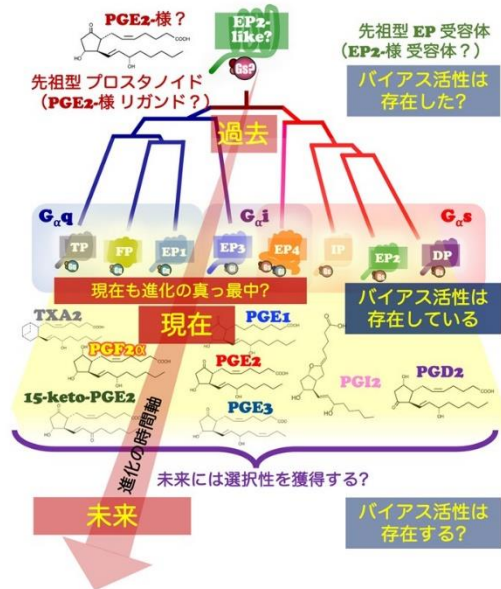 PGE2-様？
先祖型 プロスタノイド
（PGE2-様 リガンド？）
EP2-
like?
Gs?
先祖型 EP 受容体
（EP2-様 受容体？）
バイアス活性は
存在した?
過去
Gαq
Gαi
Gαs
TP
FP
EP1
EP3
EP4
IP
EP2
DP
現在も進化の真っ最中?
バイアス活性は
存在している
現在
TXA2
PGF2α
15-keto-PGE2
PGE1
PGE2
PGE3
PGI2
PGD2
進化の時間軸
未来には選択性を獲得する?
未来
バイアス活性は
存在する?